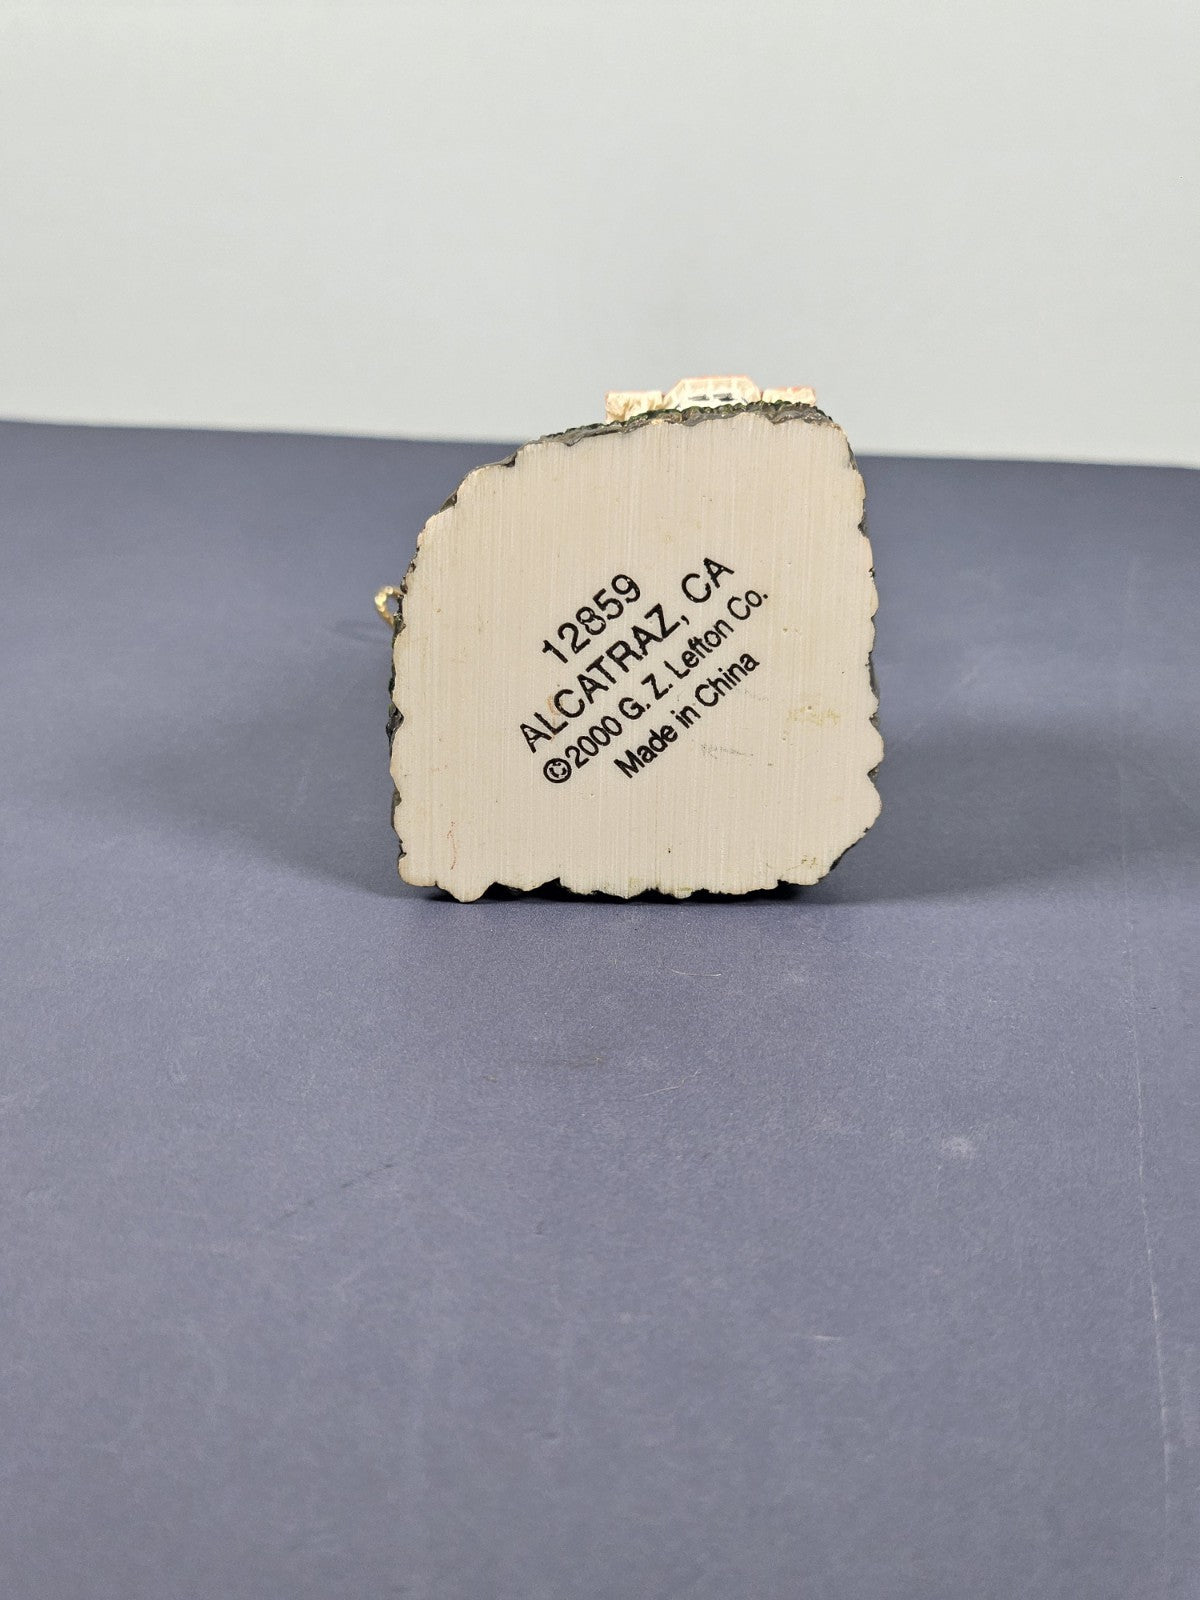 12859
ALCATRAZ, CA
©2000 G. Z. Lefton Co.
Made in China